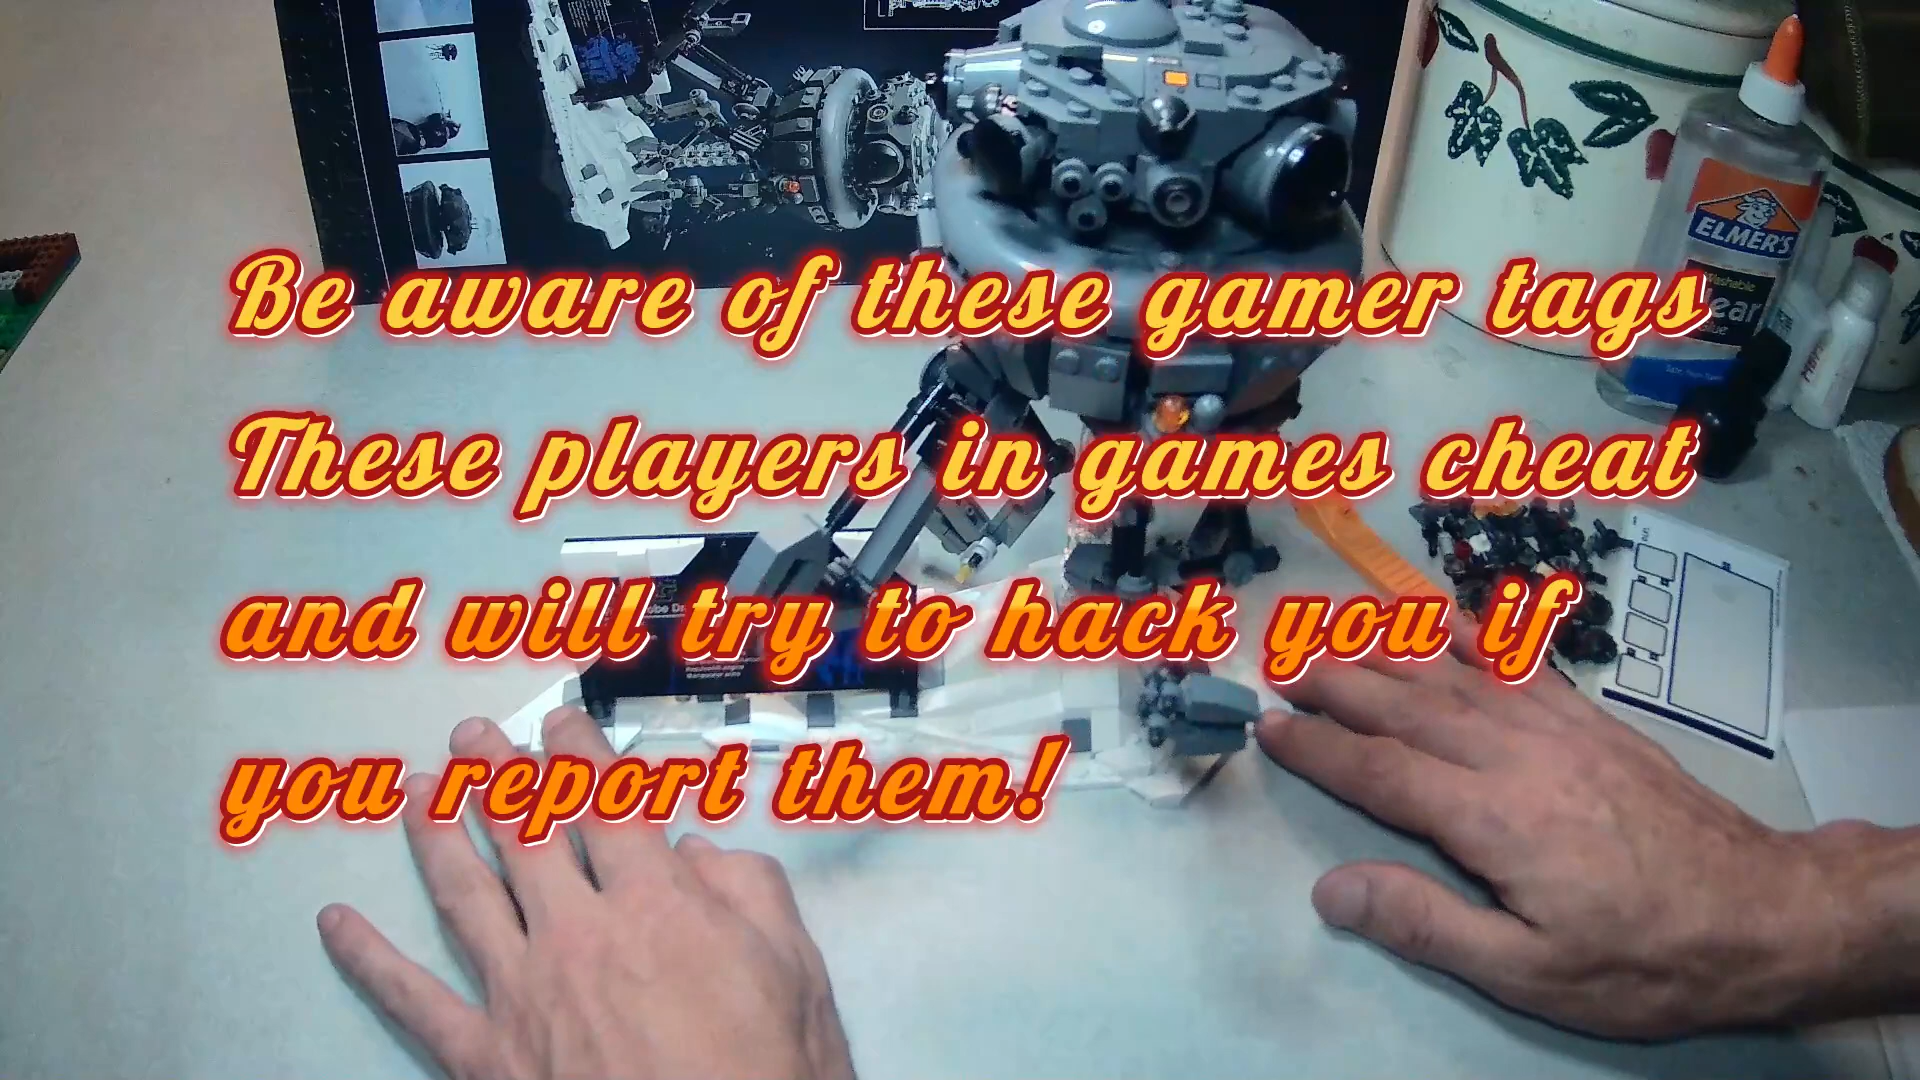 Be aware of these gamer tags
These players in games cheat
and will try to hack you if
you report them!
ELMER'S
Washable